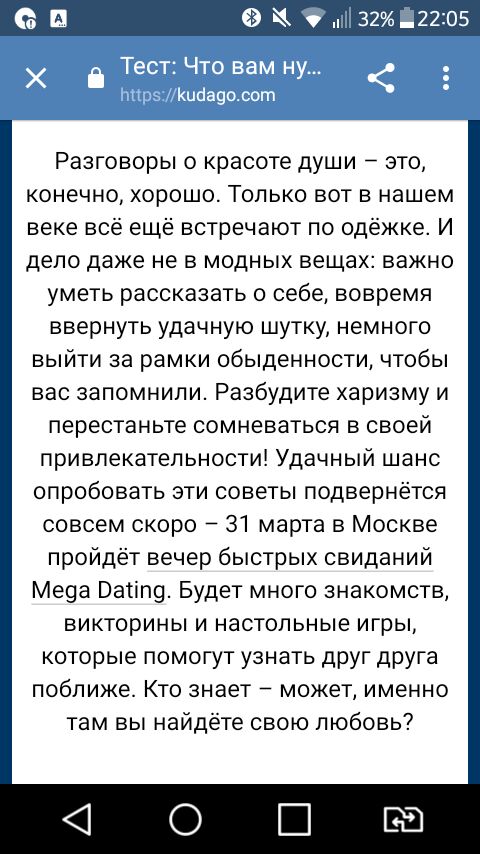 A
32% 22:05
Тест: Что вам ну...
https://kudago.com
Разговоры о красоте души – это,
конечно, хорошо. Только вот в нашем
веке всё ещё встречают по одёжке. И
дело даже не в модных вещах: важно
уметь рассказать о себе, вовремя
ввернуть удачную шутку, немного
выйти за рамки обыденности, чтобы
вас запомнили. Разбудите харизму и
перестаньте сомневаться в своей
привлекательности! Удачный шанс
опробовать эти советы подвернётся
совсем скоро – 31 марта в Москве
пройдёт вечер быстрых свиданий
Mega Dating. Будет много знакомств,
викторины и настольные игры,
которые помогут узнать друг друга
поближе. Кто знает – может, именно
там вы найдёте свою любовь?